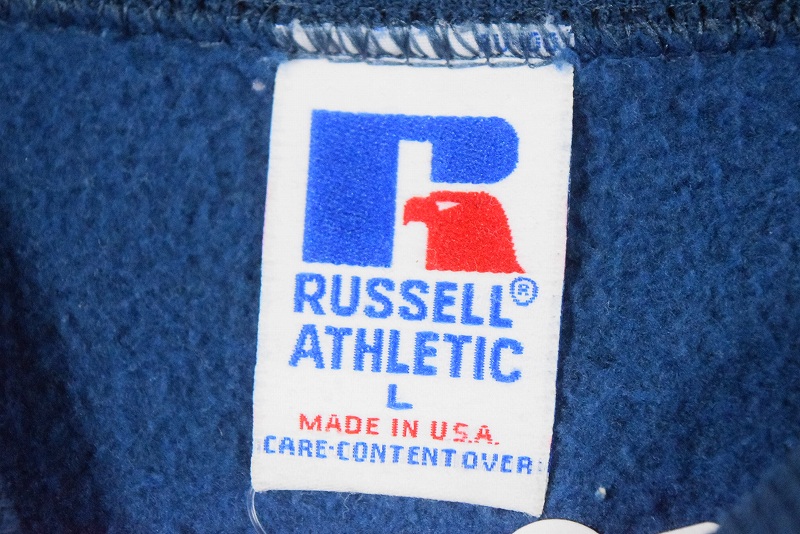 RUSSELL®
ATHLETIC
L
MADE IN U.S.A.
CARE-CONTENT OVER